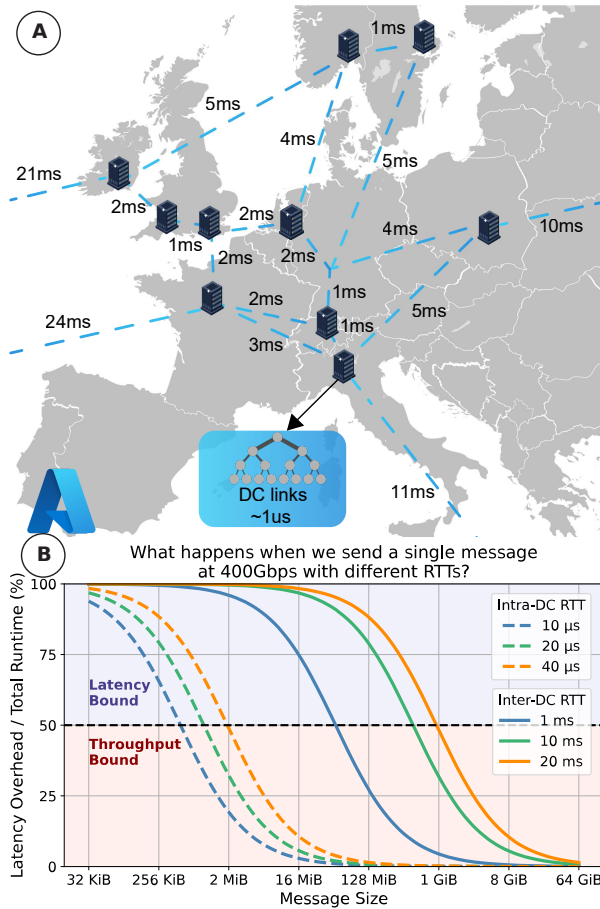 A
1ms
5ms
4ms
5ms
21ms
2ms
1ms
2ms
4ms
10ms
2ms
2ms
1ms
2ms
5ms
24ms
1ms
3ms
DC links
~1us
11ms
B
What happens when we send a single message
at 400Gbps with different RTTs?
Latency Overhead / Total Runtime (%)
100
75
50
25
0
Latency
Bound
Throughput
Bound
Intra-DC RTT
10 µs
20 µs
40 µs
Inter-DC RTT
1 ms
10 ms
20 ms
32 KiB
256 KiB
2 MiB
16 MiB
128 MiB
1 GiB
8 GiB
64 GiB
Message Size